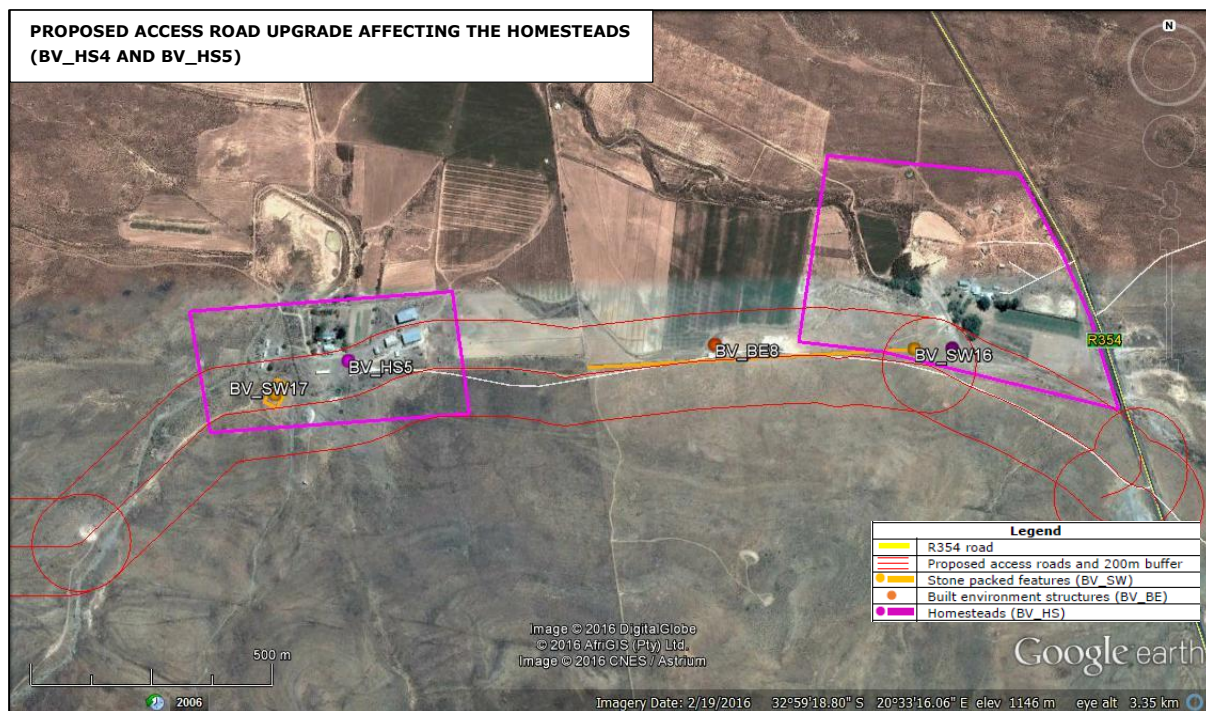 PROPOSED ACCESS ROAD UPGRADE AFFECTING THE HOMESTEADS
(BV_HS4 AND BV_HS5)
N
R354
BV_BE8
BV_SW16
BV_HS5
BV_SW17
Legend
R354 road
Proposed access roads and 200m buffer
Stone packed features (BV_SW)
Built environment structures (BV_BE)
Homesteads (BV_HS)
Image © 2016 DigitalGlobe
© 2016 AfriGIS (Pty) Ltd.
Image © 2016 CNES / Astrium
500 m
Google earth
2006
Imagery Date: 2/19/2016 32°59'18.80" S 20°33'16.06" E elev 1146 m eye alt 3.35 km